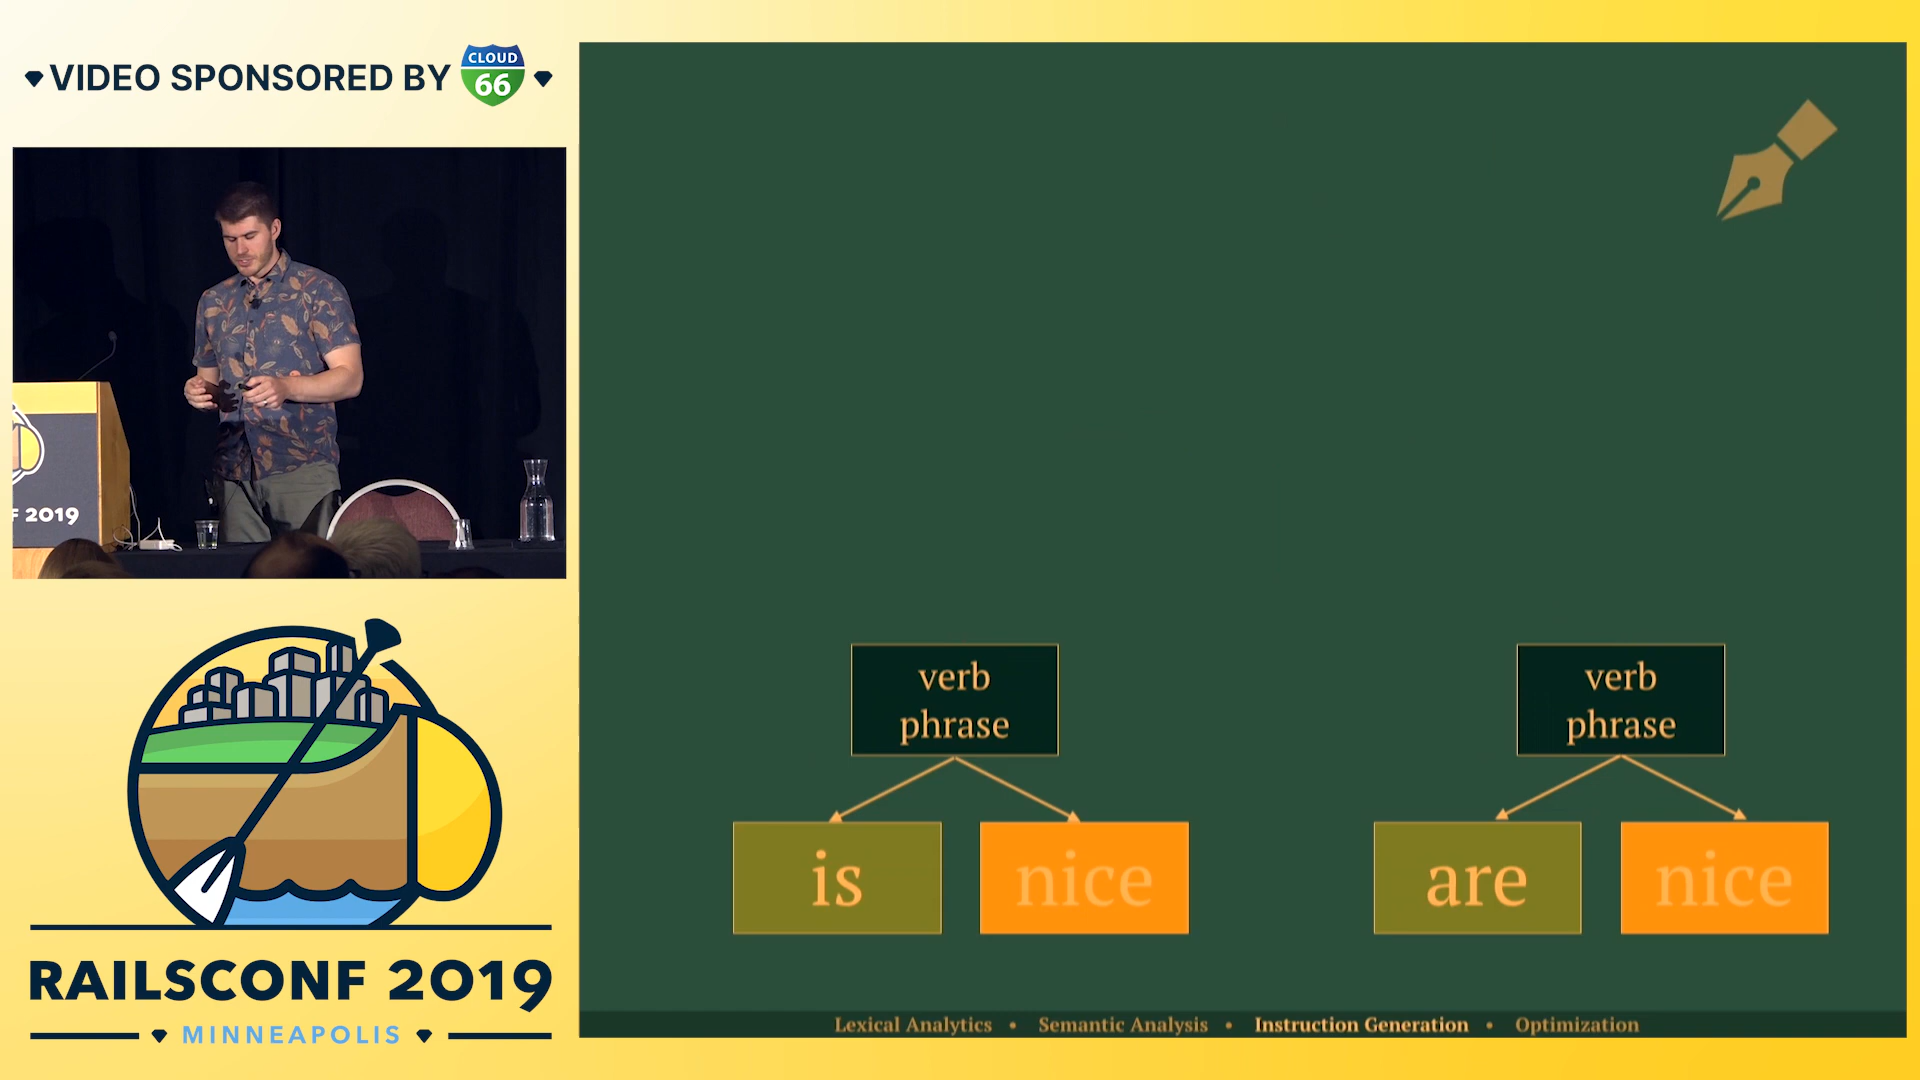 VIDEO SPONSORED BY CLOUD 66
F 2019
RAILSCONF 2019
MINNEAPOLIS
verb phrase
is
nice
verb phrase
are
nice
Lexical Analytics • Semantic Analysis • Instruction Generation • Optimization